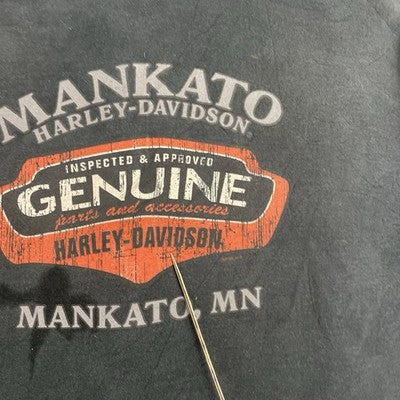 MANKATO
HARLEY-DAVIDSON
INSPECTED & APPROVED
GENUINE
parts and accessories
HARLEY-DAVIDSON
MANKATO, MN